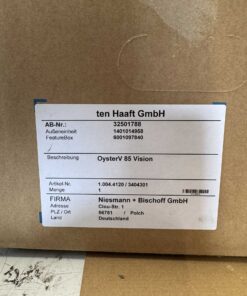 ten Haaft GmbH
AB-Nr.: 32501788
Außeneinheit 1401014958
FeatureBox 9001097840
/
Beschreibung OysterV 85 Vision
Artikel-Nr. 1.004.4120 / 3404301
Menge 1
FIRMA Niesmann + Bischoff GmbH
Adresse Clou-Str. 1
PLZ / Ort 56751 / Polch
Land Deutschland